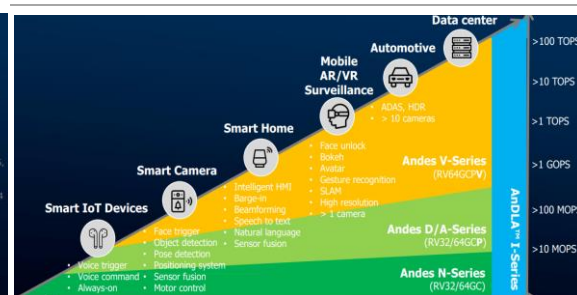 Data center
>100 TOPS
Automotive
Mobile
AR/VR
Surveillance
>10 TOPS
• ADAS, HDR
• > 10 cameras
>1 TOPS
Smart Home
• Face unlock
• Bokeh
• Avatar
• Gesture recognition
• SLAM
• High resolution
• > 1 camera
Andes V-Series
(RV64GCPV)
>1 GOPS
Smart Camera
• Intelligent HMI
• Barge-in
• Beamforming
• Speech to text
• Natural language
• Sensor fusion
AnDLA™ I-Series
>100 MOPS
Smart IoT Devices
• Face trigger
• Object detection
• Pose detection
• Positioning system
• Sensor fusion
• Motor control
Andes D/A-Series
(RV32/64GCP)
>10 MOPS
• Voice trigger
• Voice command
• Always-on
Andes N-Series
(RV32/64GC)